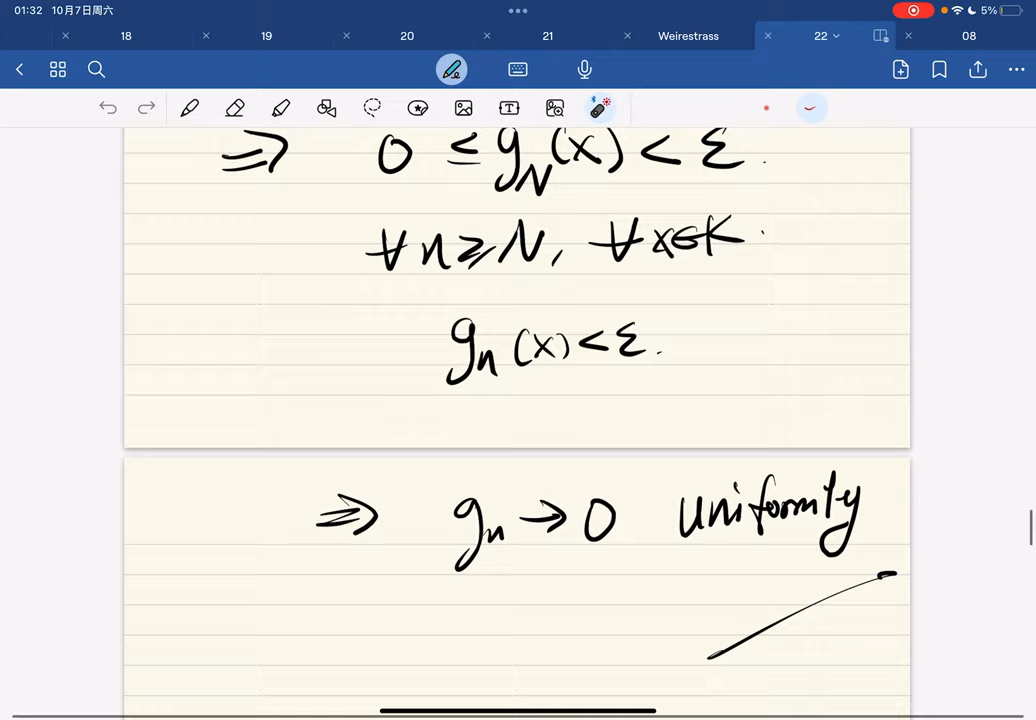 01:32 10月7日周六 5%
18 19 20 21 Weirestrass 22 08
⇒ 0 ≤ g_N(x) < ε.
∀n≥N, ∀x∈K.
g_n(x)<ε.
⇒ g_n → 0 uniformly